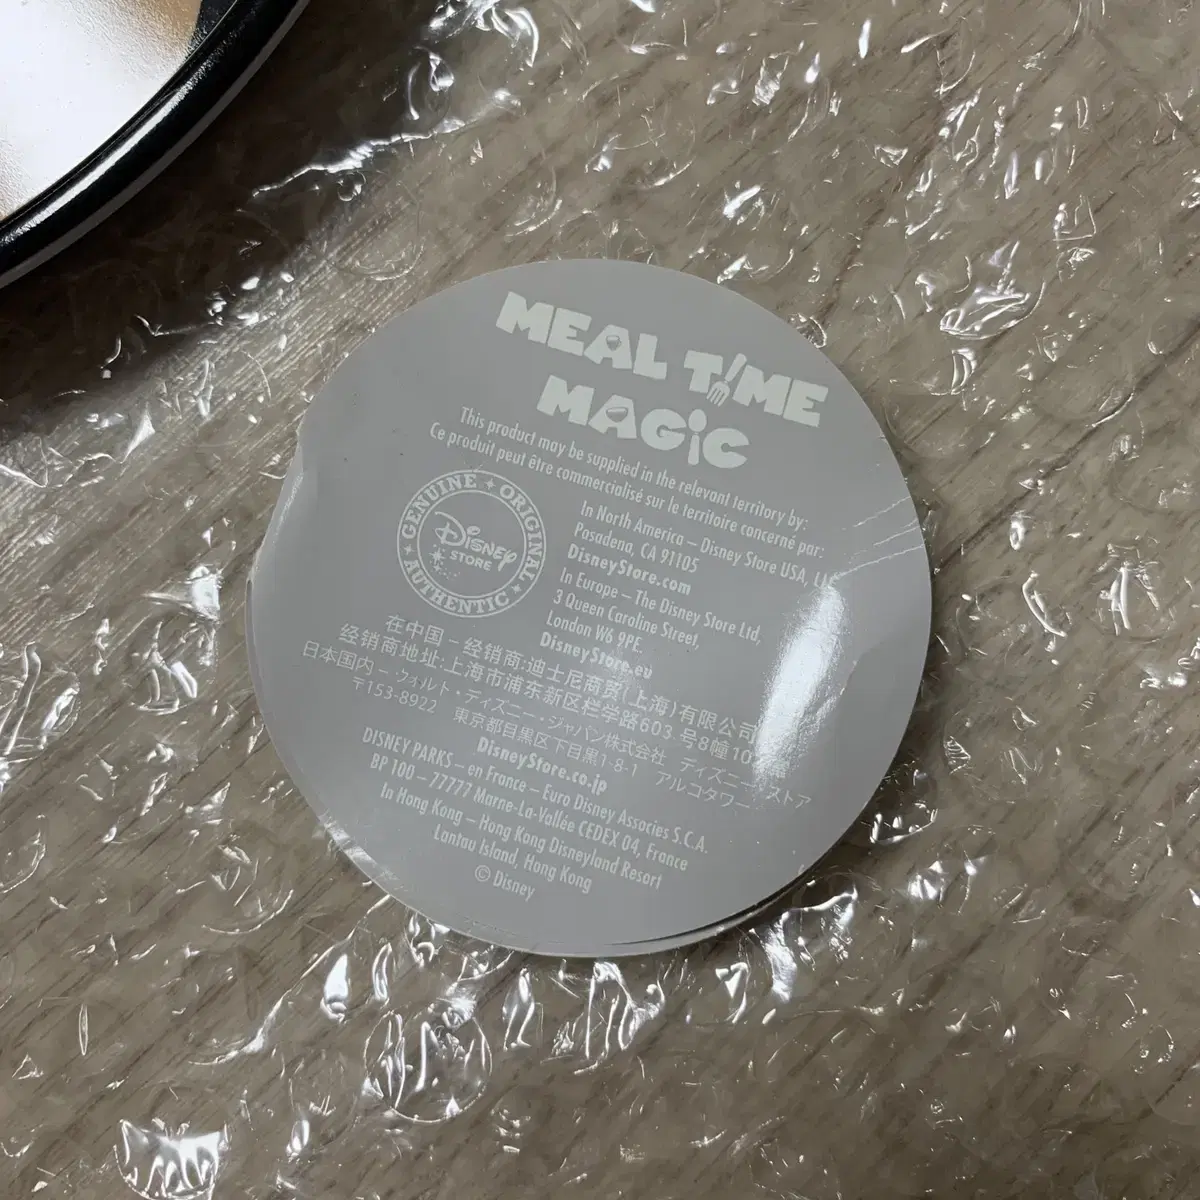 MEAL TIME
MAGIC
This product may be supplied in the relevant territory by:
Ce produit peut être commercialisé sur le territoire concerné par:
GENUINE ORIGINAL AUTHENTIC
Disney
STORE
In North America – Disney Store USA,
Pasadena, CA 91105
DisneyStore.com
In Europe – The Disney Store Ltd,
3 Queen Caroline Street,
London W6 9PE.
DisneyStore.eu
在中国 – 经销商:迪士尼商贸(上海)有限公司
经销商地址:上海市浦东新区栏学路603号8幢10
日本国内 – ウォルト・ディズニー・ジャパン株式会社 ディズニーストア
〒153-8922 東京都目黒区下目黒1-8-1 アルコタワー
DisneyStore.co.jp
DISNEY PARKS – en France – Euro Disney Associes S.C.A.
BP 100 – 77777 Marne-La-Vallée CEDEX 04, France
In Hong Kong – Hong Kong Disneyland Resort
Lantau Island, Hong Kong
© Disney